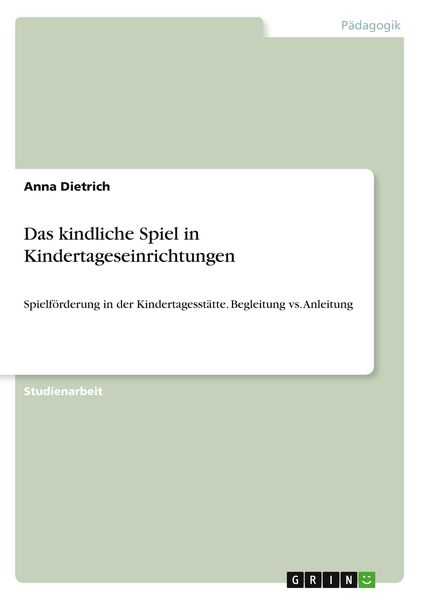 Pädagogik
Anna Dietrich
Das kindliche Spiel in
Kindertageseinrichtungen
Spielförderung in der Kindertagesstätte. Begleitung vs. Anleitung
Studienarbeit
GRIN